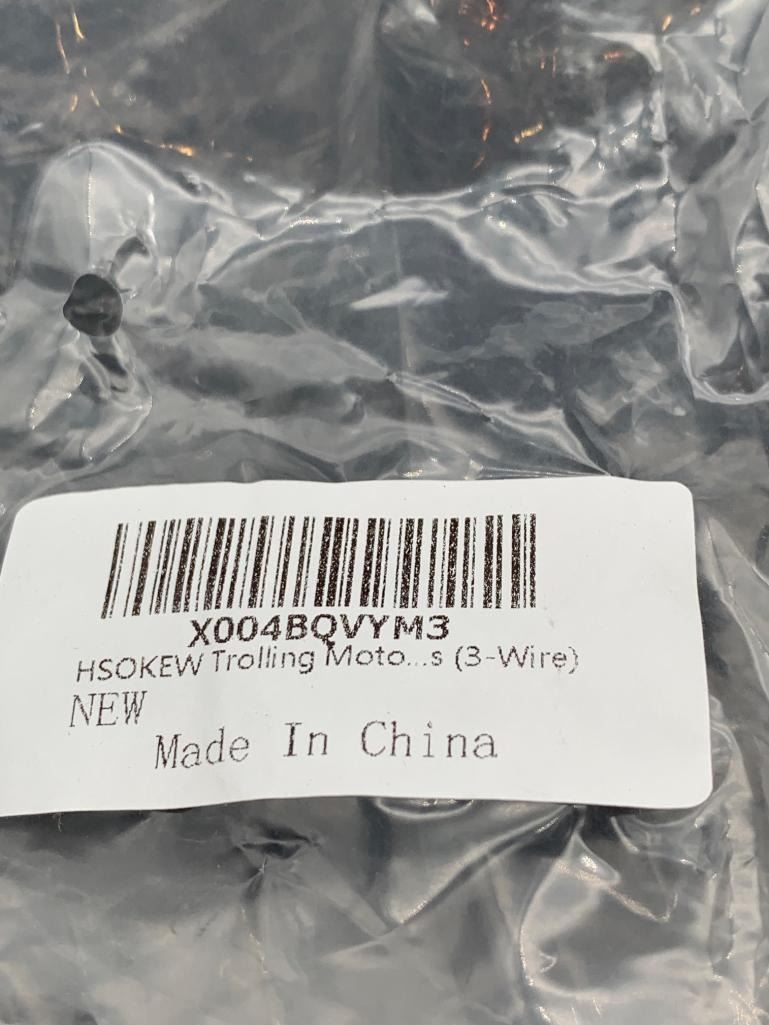 X004BQVYM3
HSOKEW Trolling Moto...s (3-Wire)
NEW
Made In China